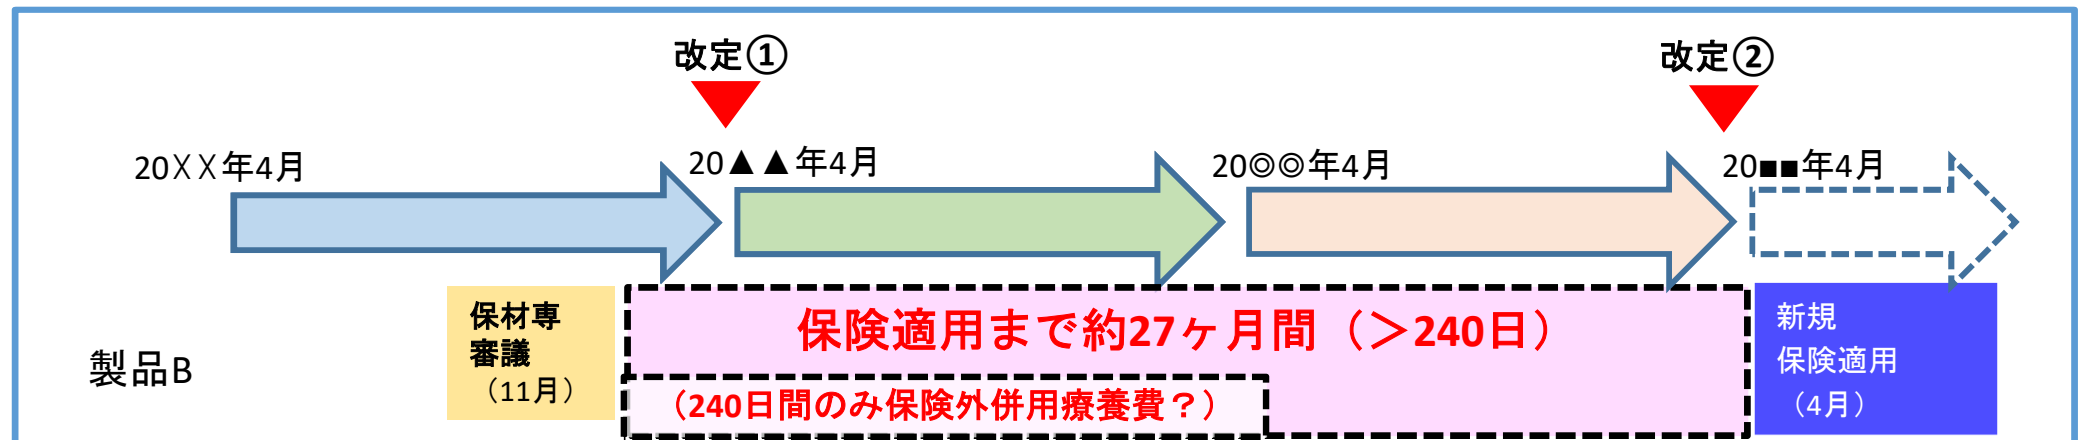 改定①
改定②
20XX年4月
20▲▲年4月
20◎◎年4月
20■■年4月
製品B
保材専
審議
（11月）
保険適用まで約27ヶ月間（＞240日）
（240日間のみ保険外併用療養費？）
新規
保険適用
（4月）